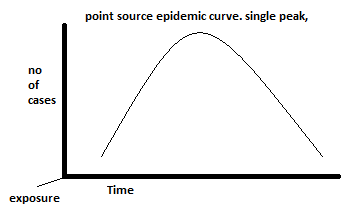 point source epidemic curve. single peak,
no
of
cases
exposure
Time